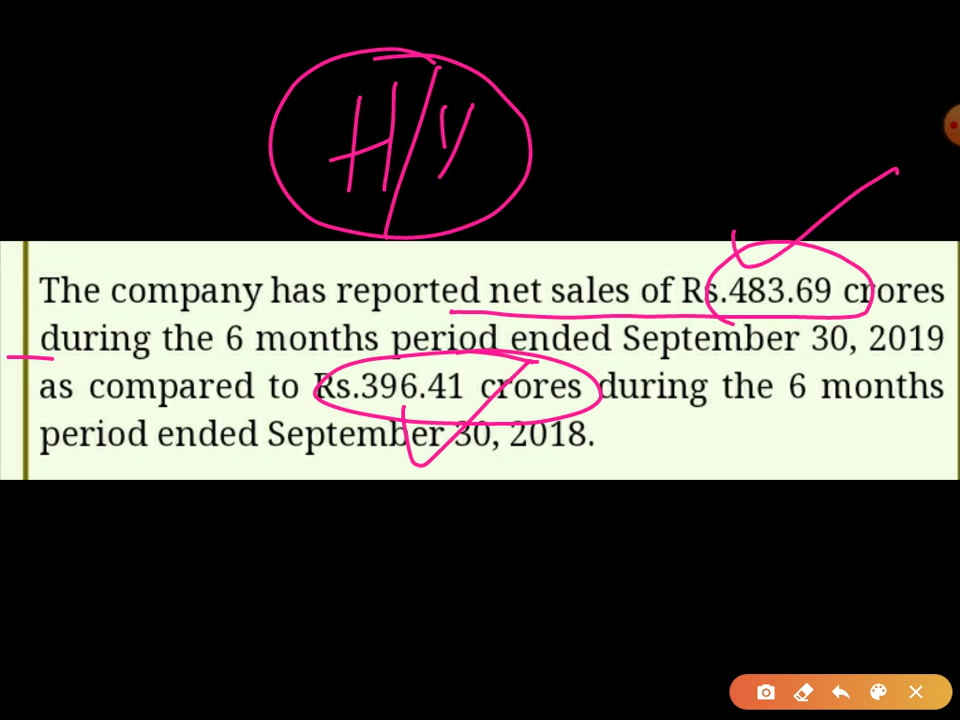 H/Y
The company has reported net sales of Rs.483.69 crores
during the 6 months period ended September 30, 2019
as compared to Rs.396.41 crores during the 6 months
period ended September 30, 2018.